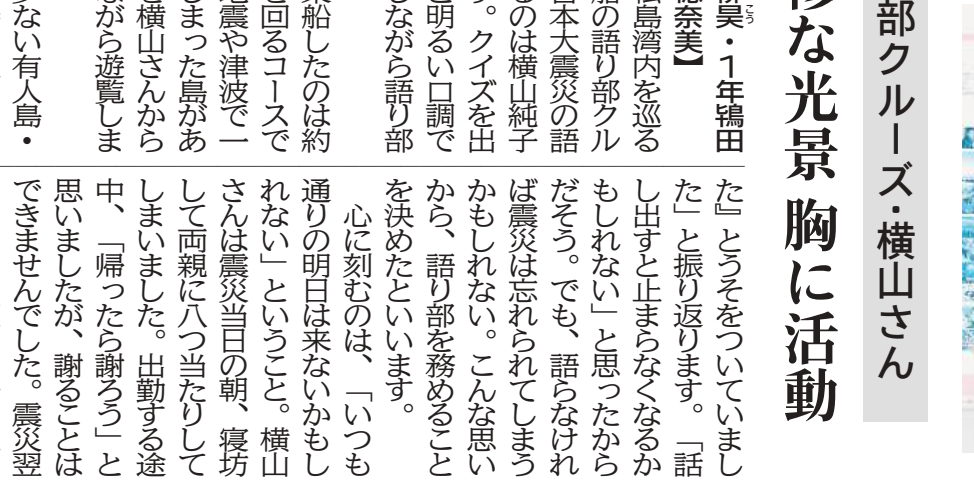 部クルーズ・横山さん
な光景 胸に活動
・1年鴇田
奈美】
松島湾内を巡る
船の語り部クル
日本大震災の語
るのは横山純子
す。クイズを出
と明るい口調で
しながら語り部
乗船したのは約
を回るコースで
地震や津波で一
しまった島があ
と横山さんから
ながら遊覧しま
少ない有人島・
た』とうそをついていまし
た」と振り返ります。「話
し出すと止まらなくなるか
もしれない」と思ったから
だそう。でも、語らなけれ
ば震災は忘れられてしまう
かもしれない。こんな思い
から、語り部を務めること
を決めたといいます。
心に刻むのは、「いつも
通りの明日は来ないかもし
れない」ということ。横山
さんは震災当日の朝、寝坊
して両親に八つ当たりして
しまいました。出勤する途
中、「帰ったら謝ろう」と
思いましたが、謝ることは
できませんでした。震災翌